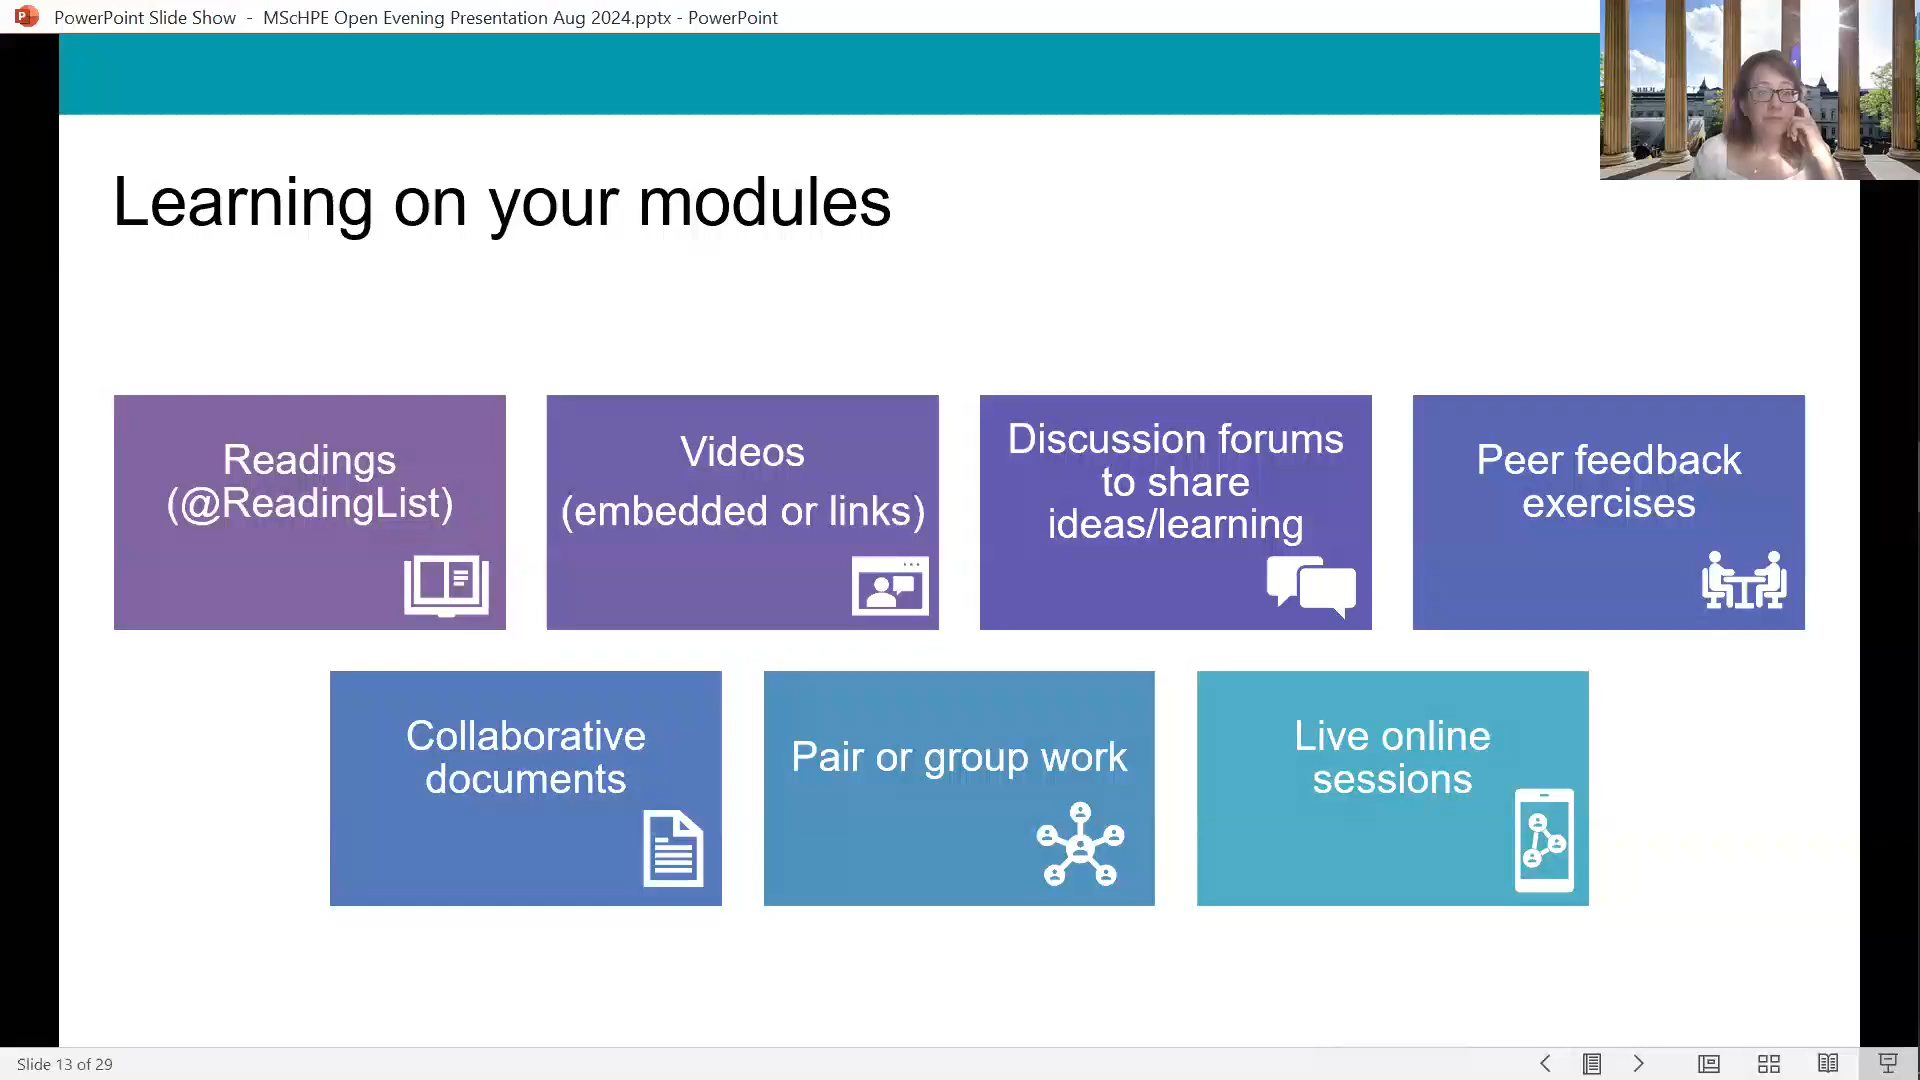 PowerPoint Slide Show - MScHPE Open Evening Presentation Aug 2024.pptx - PowerPoint
Learning on your modules
Readings
(@ReadingList)
Videos
(embedded or links)
Discussion forums
to share
ideas/learning
Peer feedback
exercises
Collaborative
documents
Pair or group work
Live online
sessions
Slide 13 of 29